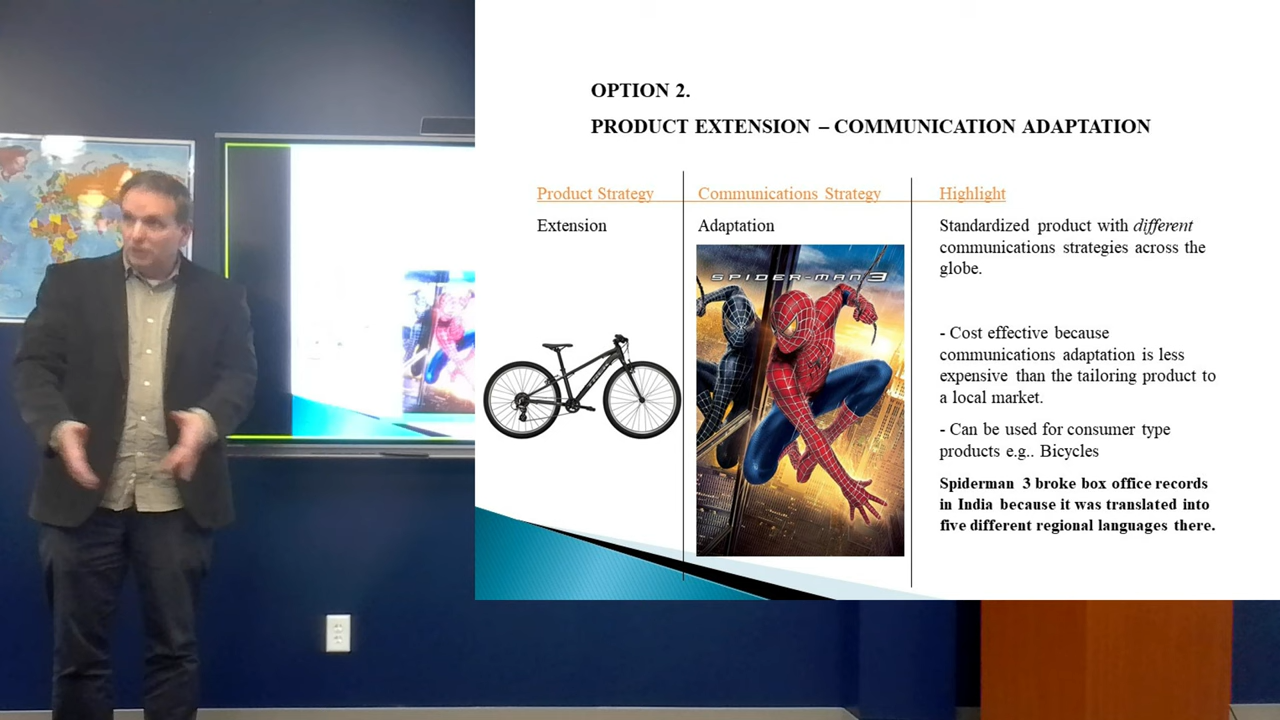 OPTION 2.
PRODUCT EXTENSION – COMMUNICATION ADAPTATION
Product Strategy
Extension
Communications Strategy
Adaptation
SPIDER-MAN 3
Highlight
Standardized product with different
communications strategies across the
globe.
- Cost effective because
communications adaptation is less
expensive than the tailoring product to
a local market.
- Can be used for consumer type
products e.g.. Bicycles
Spiderman 3 broke box office records
in India because it was translated into
five different regional languages there.